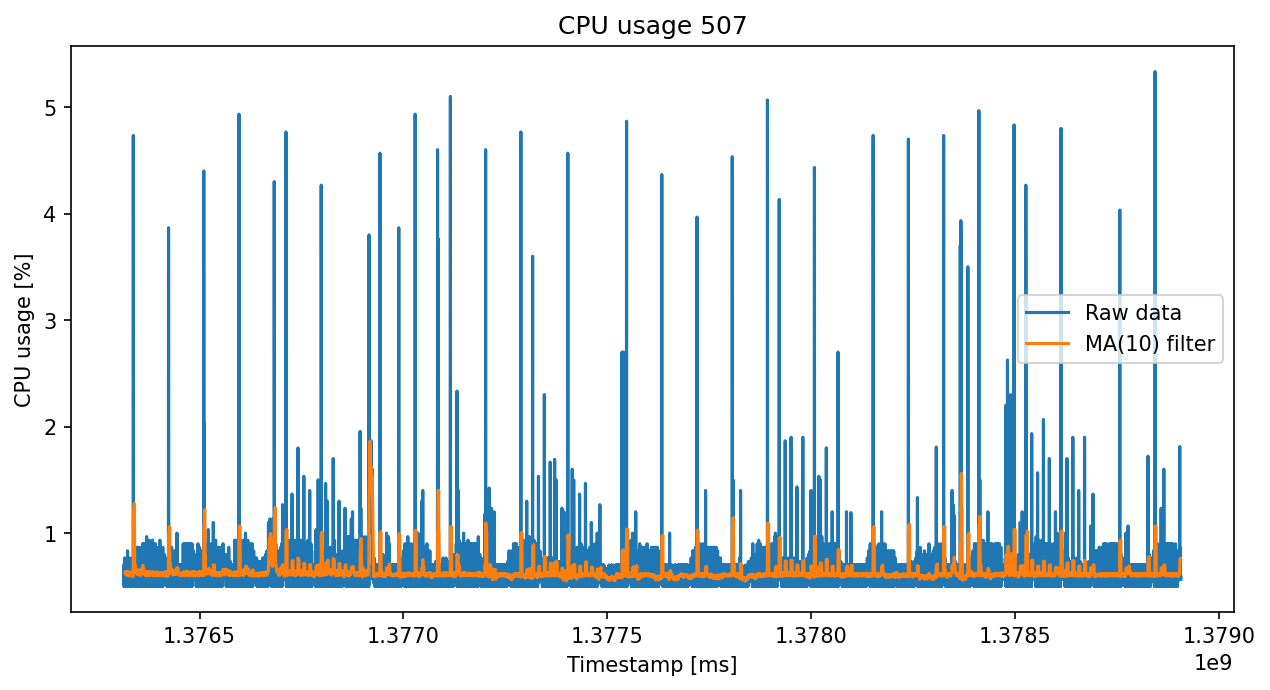 CPU usage 507
CPU usage [%]
5
4
3
2
1
Raw data
MA(10) filter
1.3765 1.3770 1.3775 1.3780 1.3785 1.3790
1e9
Timestamp [ms]